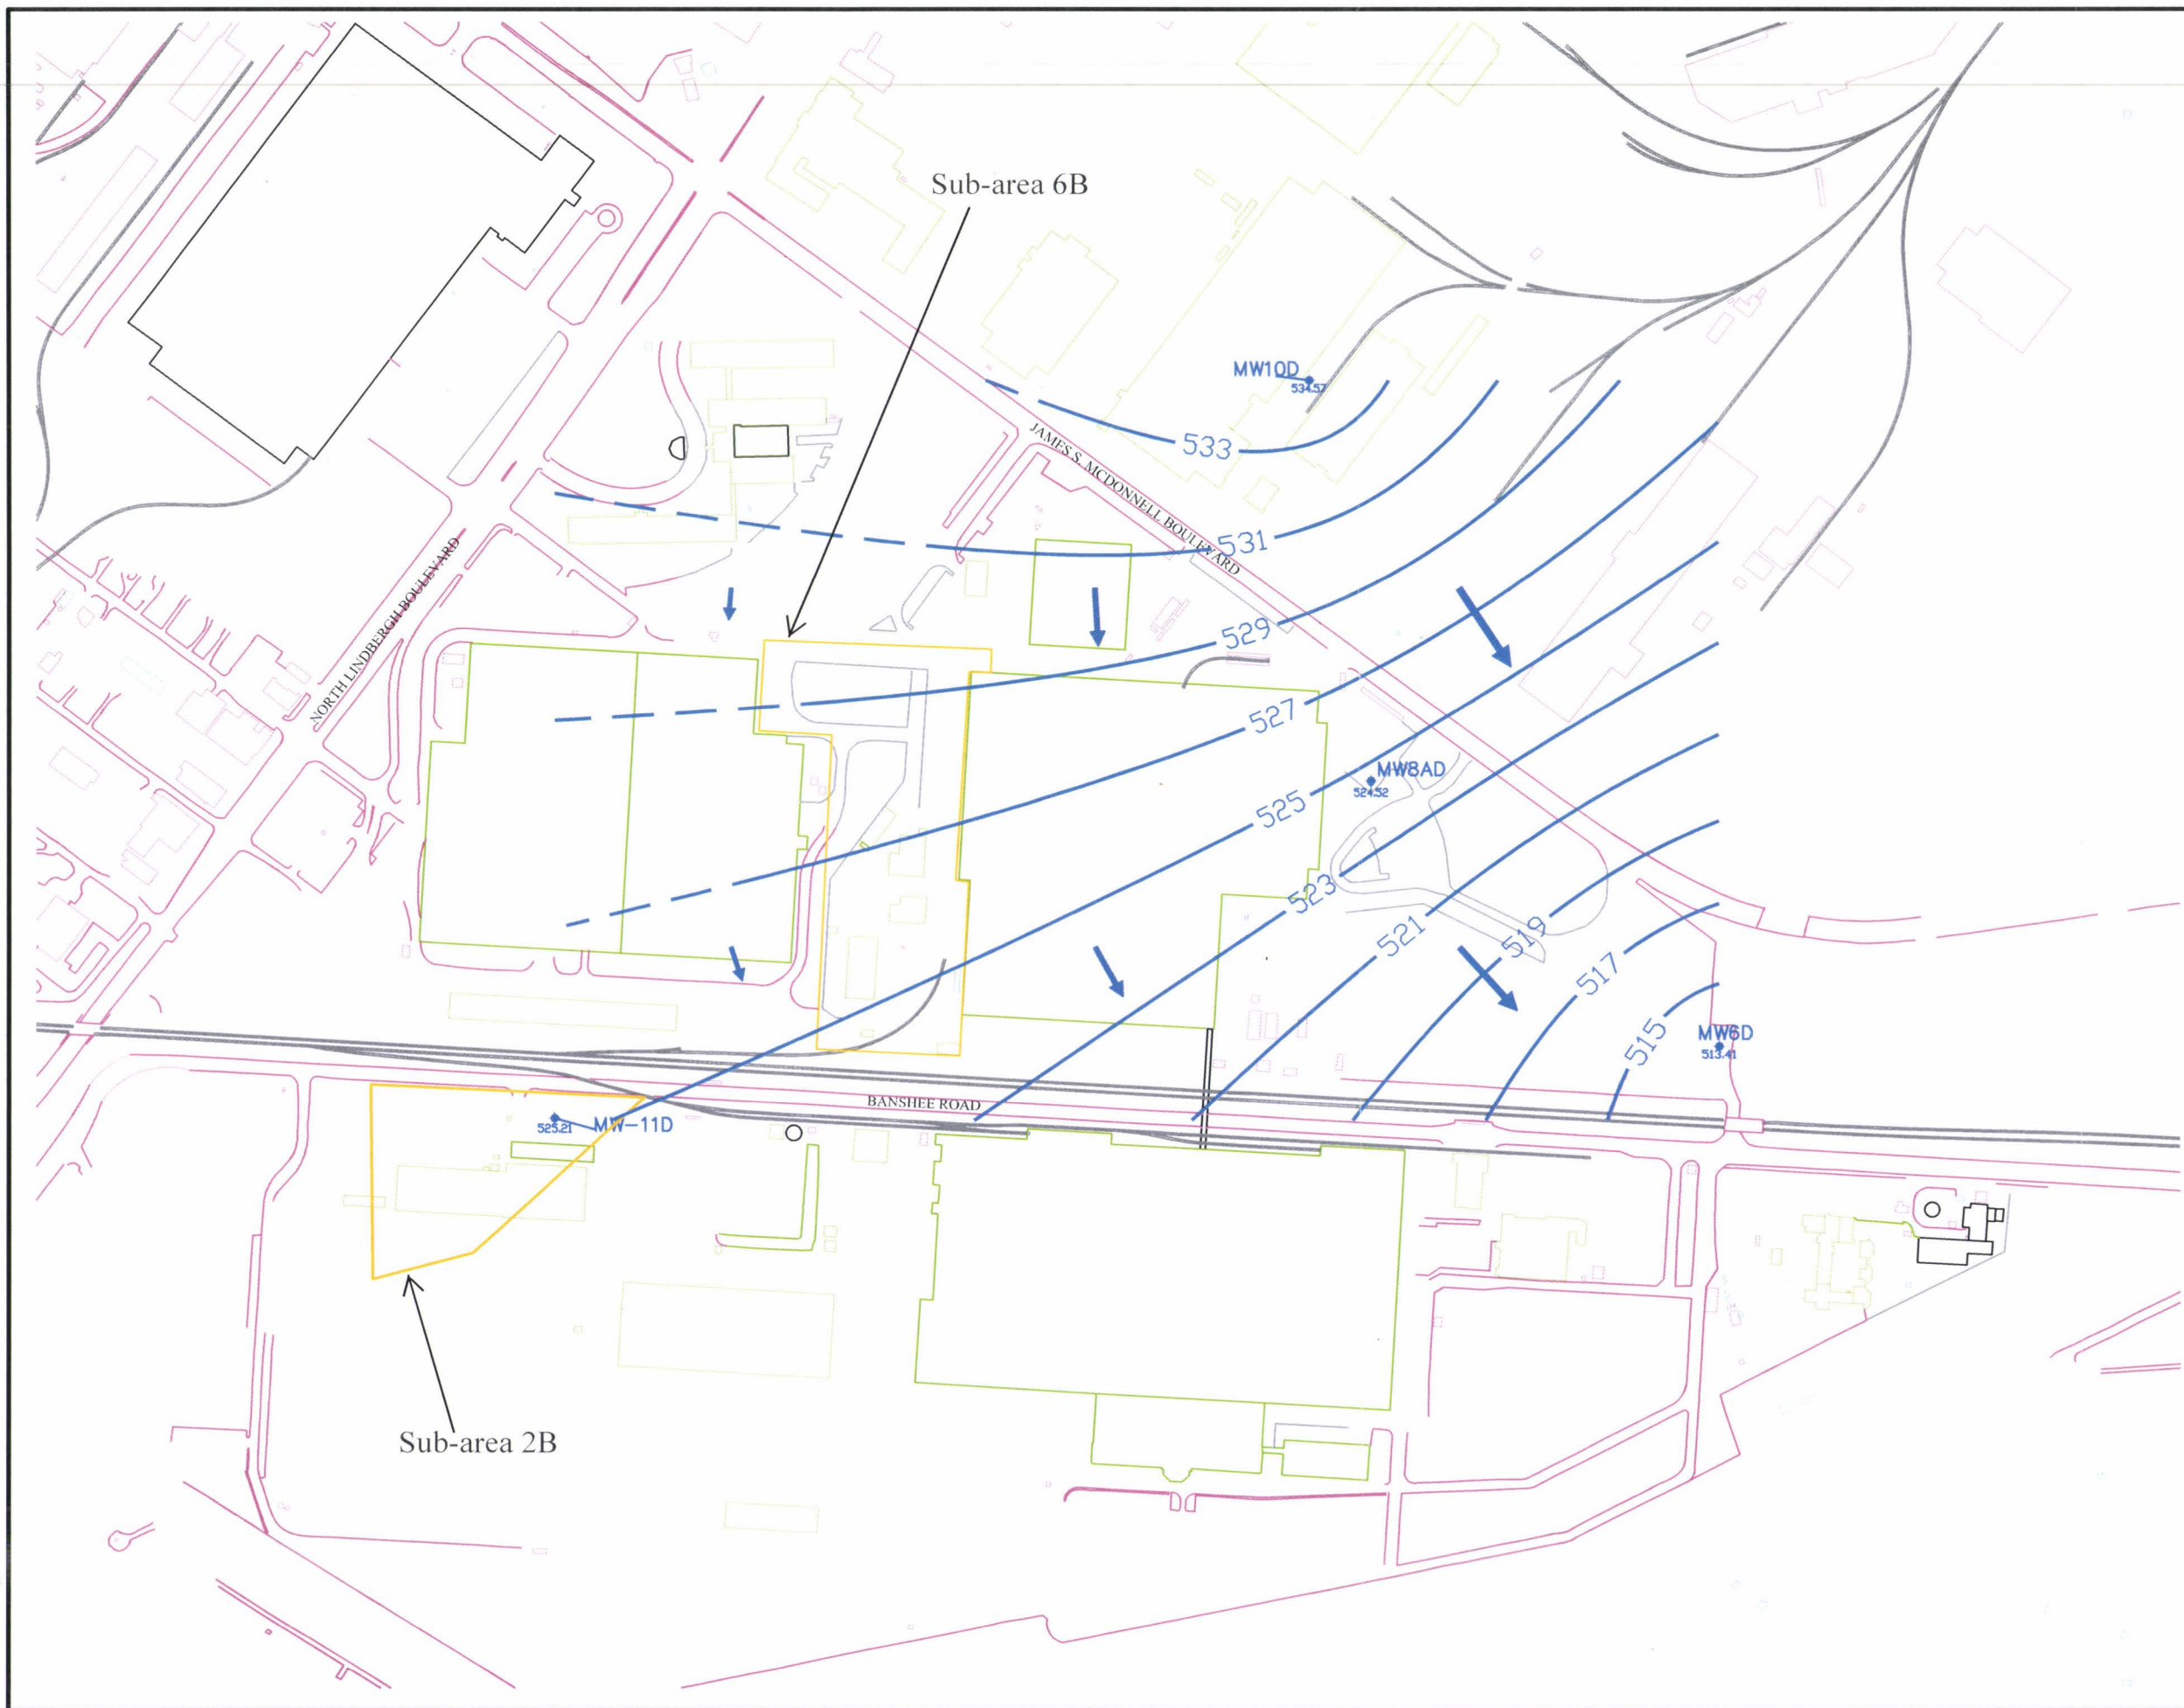 Sub-area 6B
MW10D
534.57
JAMES S. MCDONNELL BOULEVARD
533
531
NORTH LINDBERGH BOULEVARD
529
527
MW8AD
524.52
525
523
521
519
517
515
MW6D
513.41
BANSHEE ROAD
MW-11D
525.21
Sub-area 2B